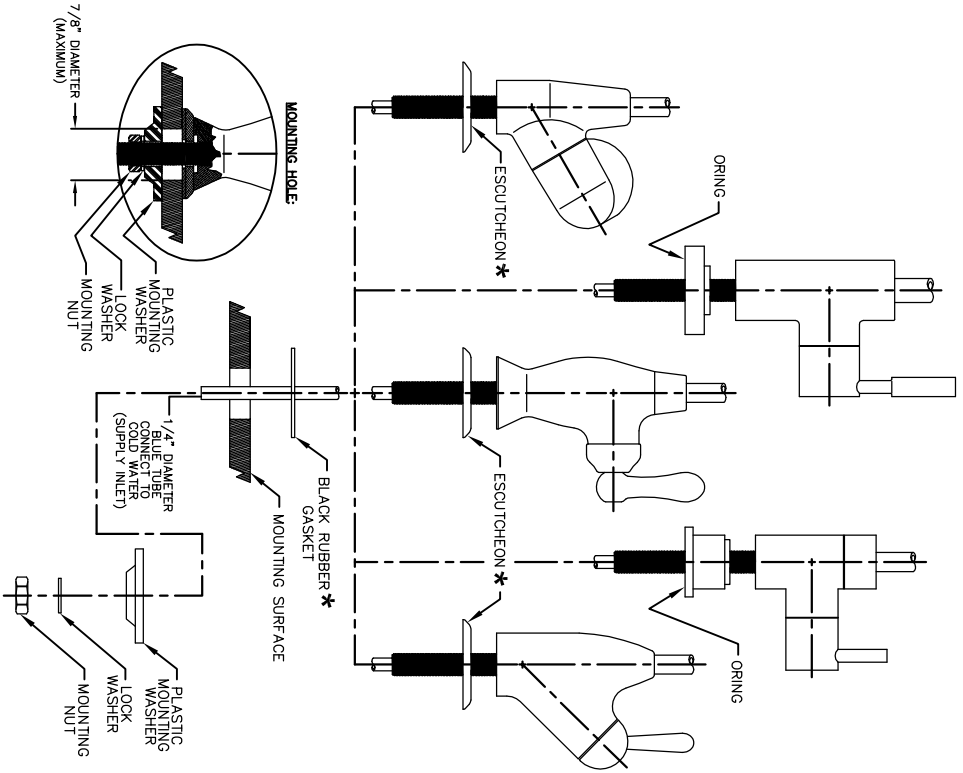 ORING
ESCUTCHEON *
MOUNTING HOLE:
7/8" DIAMETER
(MAXIMUM)
PLASTIC
MOUNTING
WASHER
LOCK
WASHER
MOUNTING
NUT
1/4" DIAMETER
BLUE TUBE
CONNECT TO
COLD WATER
(SUPPLY INLET)
BLACK RUBBER *
GASKET
MOUNTING SURFACE
ESCUTCHEON *
ORING
PLASTIC
MOUNTING
WASHER
LOCK
WASHER
MOUNTING
NUT